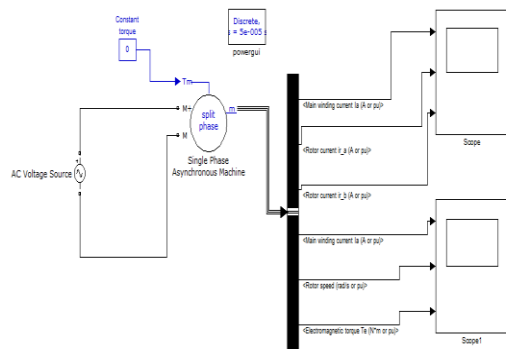 Constant
torque
0
Discrete,
s = 5e-005 s
powergui
Tm
M+
M
split
phase
m
Single Phase
Asynchronous Machine
AC Voltage Source
<Main winding current Ia (A or pu)>
<Rotor current ir_a (A or pu)>
<Rotor current ir_b (A or pu)>
Scope
<Main winding current Ia (A or pu)>
<Rotor speed (rad/s or pu)>
<Electromagnetic torque Te (N*m or pu)>
Scope1